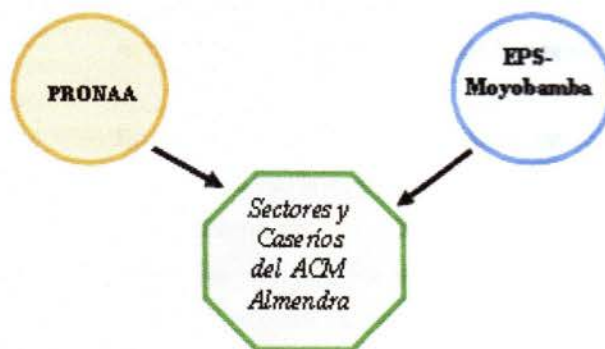 PRONAA
EPS-
Moyobamba
Sectores y
Caseríos
del ACM
Almendra